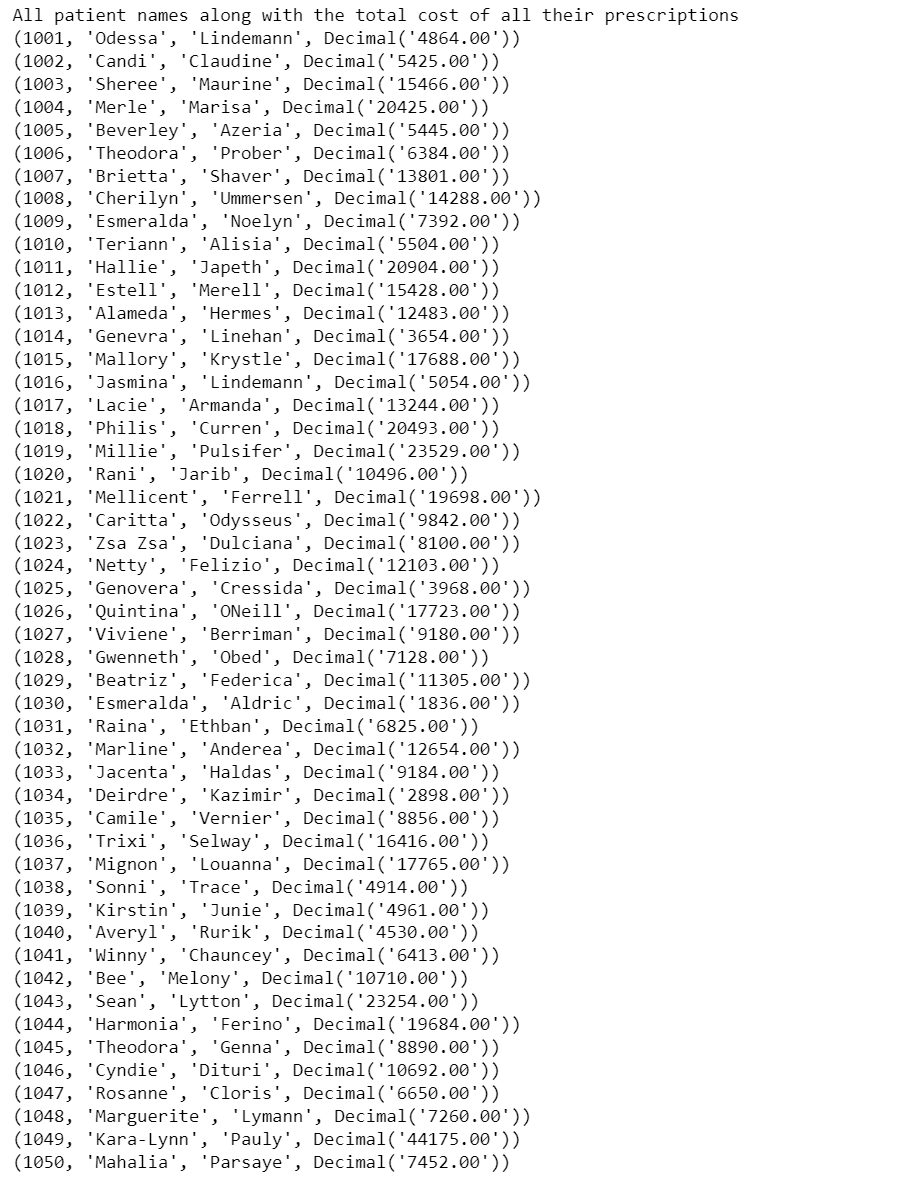 All patient names along with the total cost of all their prescriptions
(1001, 'Odessa', 'Lindemann', Decimal('4864.00'))
(1002, 'Candi', 'Claudine', Decimal('5425.00'))
(1003, 'Sheree', 'Maurine', Decimal('15466.00'))
(1004, 'Merle', 'Marisa', Decimal('20425.00'))
(1005, 'Beverley', 'Azeria', Decimal('5445.00'))
(1006, 'Theodora', 'Prober', Decimal('6384.00'))
(1007, 'Brietta', 'Shaver', Decimal('13801.00'))
(1008, 'Cherilyn', 'Ummersen', Decimal('14288.00'))
(1009, 'Esmeralda', 'Noelyn', Decimal('7392.00'))
(1010, 'Teriann', 'Alisia', Decimal('5504.00'))
(1011, 'Hallie', 'Japeth', Decimal('20904.00'))
(1012, 'Estell', 'Merell', Decimal('15428.00'))
(1013, 'Alameda', 'Hermes', Decimal('12483.00'))
(1014, 'Genevra', 'Linehan', Decimal('3654.00'))
(1015, 'Mallory', 'Krystle', Decimal('17688.00'))
(1016, 'Jasmina', 'Lindemann', Decimal('5054.00'))
(1017, 'Lacie', 'Armanda', Decimal('13244.00'))
(1018, 'Philis', 'Curren', Decimal('20493.00'))
(1019, 'Millie', 'Pulsifer', Decimal('23529.00'))
(1020, 'Rani', 'Jarib', Decimal('10496.00'))
(1021, 'Mellicent', 'Ferrell', Decimal('19698.00'))
(1022, 'Caritta', 'Odysseus', Decimal('9842.00'))
(1023, 'Zsa Zsa', 'Dulciana', Decimal('8100.00'))
(1024, 'Netty', 'Felizio', Decimal('12103.00'))
(1025, 'Genovera', 'Cressida', Decimal('3968.00'))
(1026, 'Quintina', 'ONeill', Decimal('17723.00'))
(1027, 'Viviene', 'Berriman', Decimal('9180.00'))
(1028, 'Gwenneth', 'Obed', Decimal('7128.00'))
(1029, 'Beatriz', 'Federica', Decimal('11305.00'))
(1030, 'Esmeralda', 'Aldric', Decimal('1836.00'))
(1031, 'Raina', 'Ethban', Decimal('6825.00'))
(1032, 'Marline', 'Anderea', Decimal('12654.00'))
(1033, 'Jacenta', 'Haldas', Decimal('9184.00'))
(1034, 'Deirdre', 'Kazimir', Decimal('2898.00'))
(1035, 'Camile', 'Vernier', Decimal('8856.00'))
(1036, 'Trixi', 'Selway', Decimal('16416.00'))
(1037, 'Mignon', 'Louanna', Decimal('17765.00'))
(1038, 'Sonni', 'Trace', Decimal('4914.00'))
(1039, 'Kirstin', 'Junie', Decimal('4961.00'))
(1040, 'Averyl', 'Rurik', Decimal('4530.00'))
(1041, 'Winny', 'Chauncey', Decimal('6413.00'))
(1042, 'Bee', 'Melony', Decimal('10710.00'))
(1043, 'Sean', 'Lytton', Decimal('23254.00'))
(1044, 'Harmonia', 'Ferino', Decimal('19684.00'))
(1045, 'Theodora', 'Genna', Decimal('8890.00'))
(1046, 'Cyndie', 'Dituri', Decimal('10692.00'))
(1047, 'Rosanne', 'Cloris', Decimal('6650.00'))
(1048, 'Marguerite', 'Lymann', Decimal('7260.00'))
(1049, 'Kara-Lynn', 'Pauly', Decimal('44175.00'))
(1050, 'Mahalia', 'Parsaye', Decimal('7452.00'))